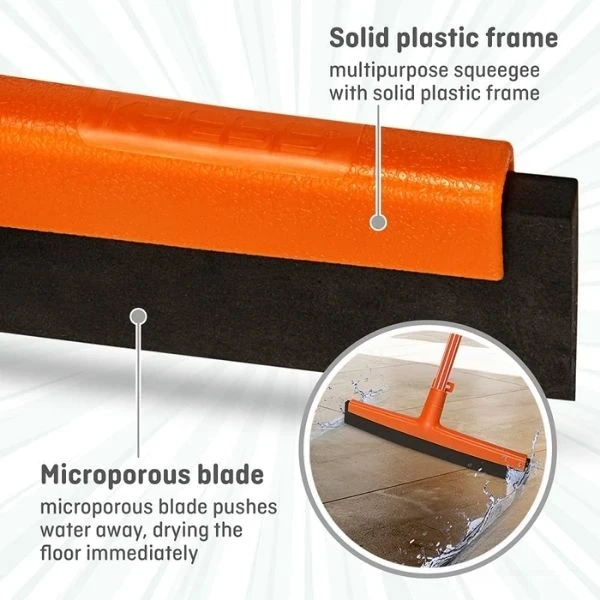 Solid plastic frame
multipurpose squeegee
with solid plastic frame
Microporous blade
microporous blade pushes
water away, drying the
floor immediately